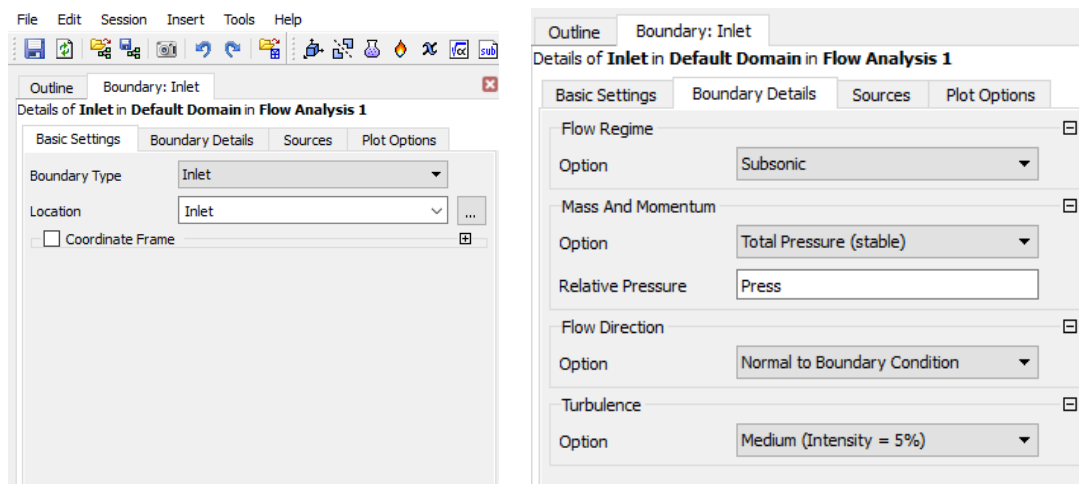 File Edit Session Insert Tools Help
Outline Boundary: Inlet
Details of Inlet in Default Domain in Flow Analysis 1
Basic Settings Boundary Details Sources Plot Options
Boundary Type Inlet
Location Inlet ...
Coordinate Frame
Outline Boundary: Inlet
Details of Inlet in Default Domain in Flow Analysis 1
Basic Settings Boundary Details Sources Plot Options
Flow Regime
Option Subsonic
Mass And Momentum
Option Total Pressure (stable)
Relative Pressure Press
Flow Direction
Option Normal to Boundary Condition
Turbulence
Option Medium (Intensity = 5%)